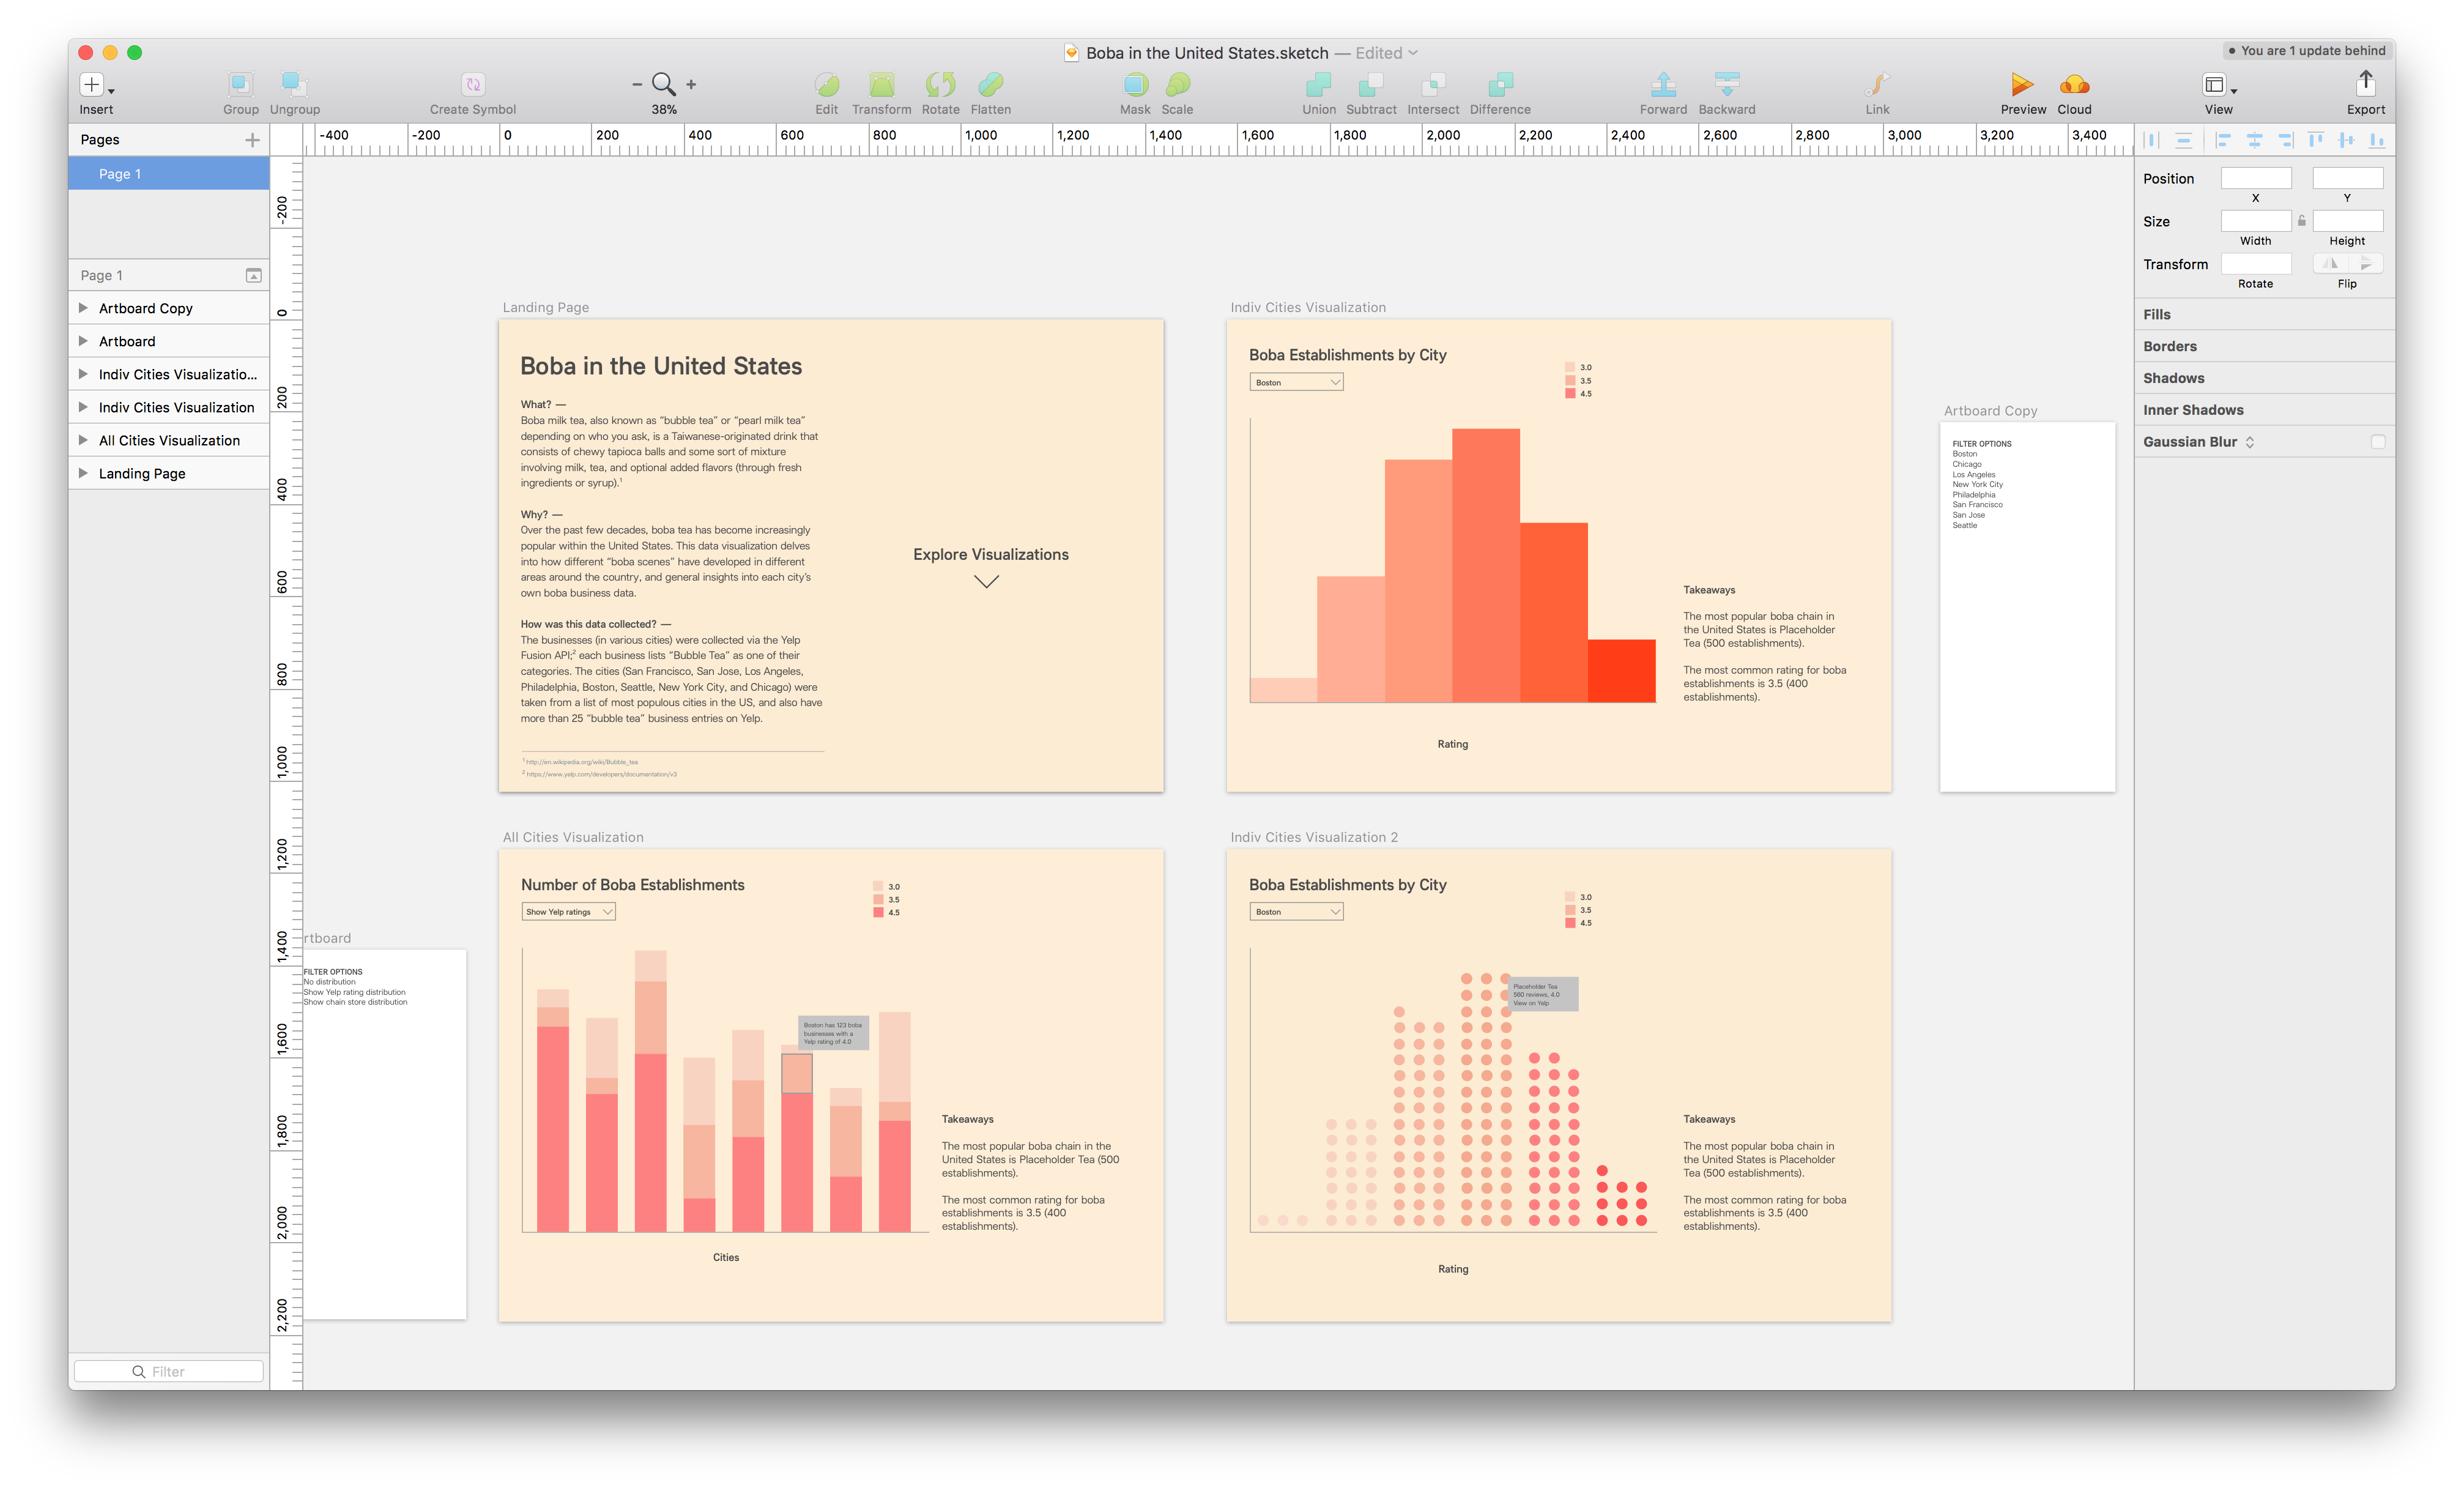 Boba in the United States.sketch — Edited
You are 1 update behind
Insert
Group
Ungroup
Create Symbol
38%
Edit
Transform
Rotate
Flatten
Mask
Scale
Union
Subtract
Intersect
Difference
Forward
Backward
Link
Preview
Cloud
View
Export
Pages
-400 -200 0 200 400 600 800 1,000 1,200 1,400 1,600 1,800 2,000 2,200 2,400 2,600 2,800 3,000 3,200 3,400
Page 1
Page 1
Artboard Copy
Artboard
Indiv Cities Visualizatio...
Indiv Cities Visualization
All Cities Visualization
Landing Page
Filter
-200
0
200
400
600
800
1,000
1,200
1,400
1,600
1,800
2,000
2,200
Landing Page
Boba in the United States
What? —
Boba milk tea, also known as “bubble tea” or “pearl milk tea”
depending on who you ask, is a Taiwanese-originated drink that
consists of chewy tapioca balls and some sort of mixture
involving milk, tea, and optional added flavors (through fresh
ingredients or syrup).1
Why? —
Over the past few decades, boba tea has become increasingly
popular within the United States. This data visualization delves
into how different “boba scenes” have developed in different
areas around the country, and general insights into each city’s
own boba business data.
How was this data collected? —
The businesses (in various cities) were collected via the Yelp
Fusion API;2 each business lists “Bubble Tea” as one of their
categories. The cities (San Francisco, San Jose, Los Angeles,
Philadelphia, Boston, Seattle, New York City, and Chicago) were
taken from a list of most populous cities in the US, and also have
more than 25 “bubble tea” business entries on Yelp.
1 http://en.wikipedia.org/wiki/Bubble_tea
2 https://www.yelp.com/developers/documentation/v3
Explore Visualizations
Indiv Cities Visualization
Boba Establishments by City
Boston
3.0
3.5
4.5
Takeaways
The most popular boba chain in
the United States is Placeholder
Tea (500 establishments).
The most common rating for boba
establishments is 3.5 (400
establishments).
Rating
Artboard Copy
FILTER OPTIONS
Boston
Chicago
Los Angeles
New York City
Philadelphia
San Francisco
San Jose
Seattle
rtboard
FILTER OPTIONS
No distribution
Show Yelp rating distribution
Show chain store distribution
All Cities Visualization
Number of Boba Establishments
Show Yelp ratings
3.0
3.5
4.5
Boston has 123 boba
businesses with a
Yelp rating of 4.0
Takeaways
The most popular boba chain in the
United States is Placeholder Tea (500
establishments).
The most common rating for boba
establishments is 3.5 (400
establishments).
Cities
Indiv Cities Visualization 2
Boba Establishments by City
Boston
3.0
3.5
4.5
Placeholder Tea
560 reviews, 4.0
View on Yelp
Takeaways
The most popular boba chain in
the United States is Placeholder
Tea (500 establishments).
The most common rating for boba
establishments is 3.5 (400
establishments).
Rating
Position
X
Y
Size
Width
Height
Transform
Rotate
Flip
Fills
Borders
Shadows
Inner Shadows
Gaussian Blur